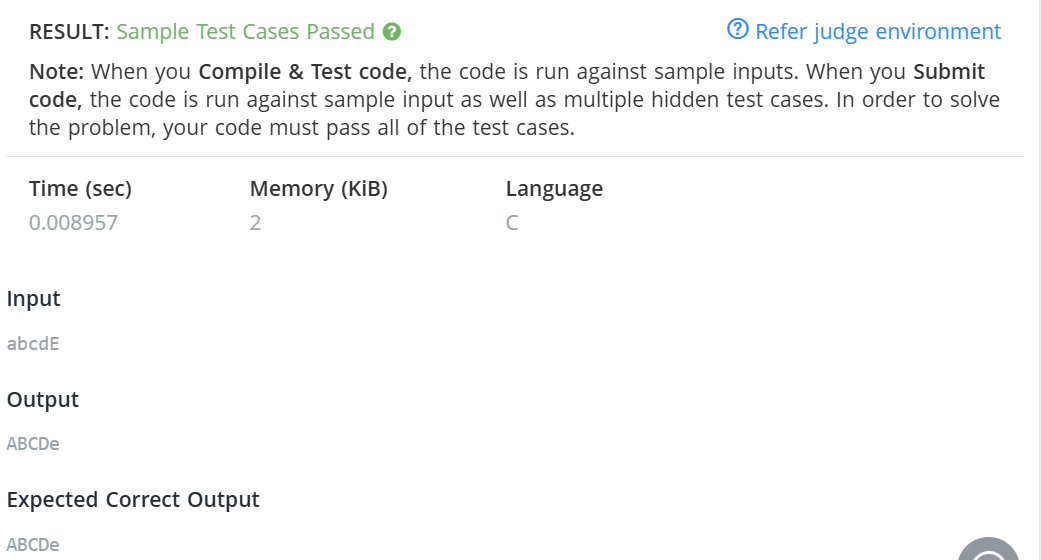 RESULT: Sample Test Cases Passed ? Refer judge environment
Note: When you Compile & Test code, the code is run against sample inputs. When you Submit
code, the code is run against sample input as well as multiple hidden test cases. In order to solve
the problem, your code must pass all of the test cases.
Time (sec) Memory (KiB) Language
0.008957 2 C
Input
abcdE
Output
ABCDe
Expected Correct Output
ABCDe